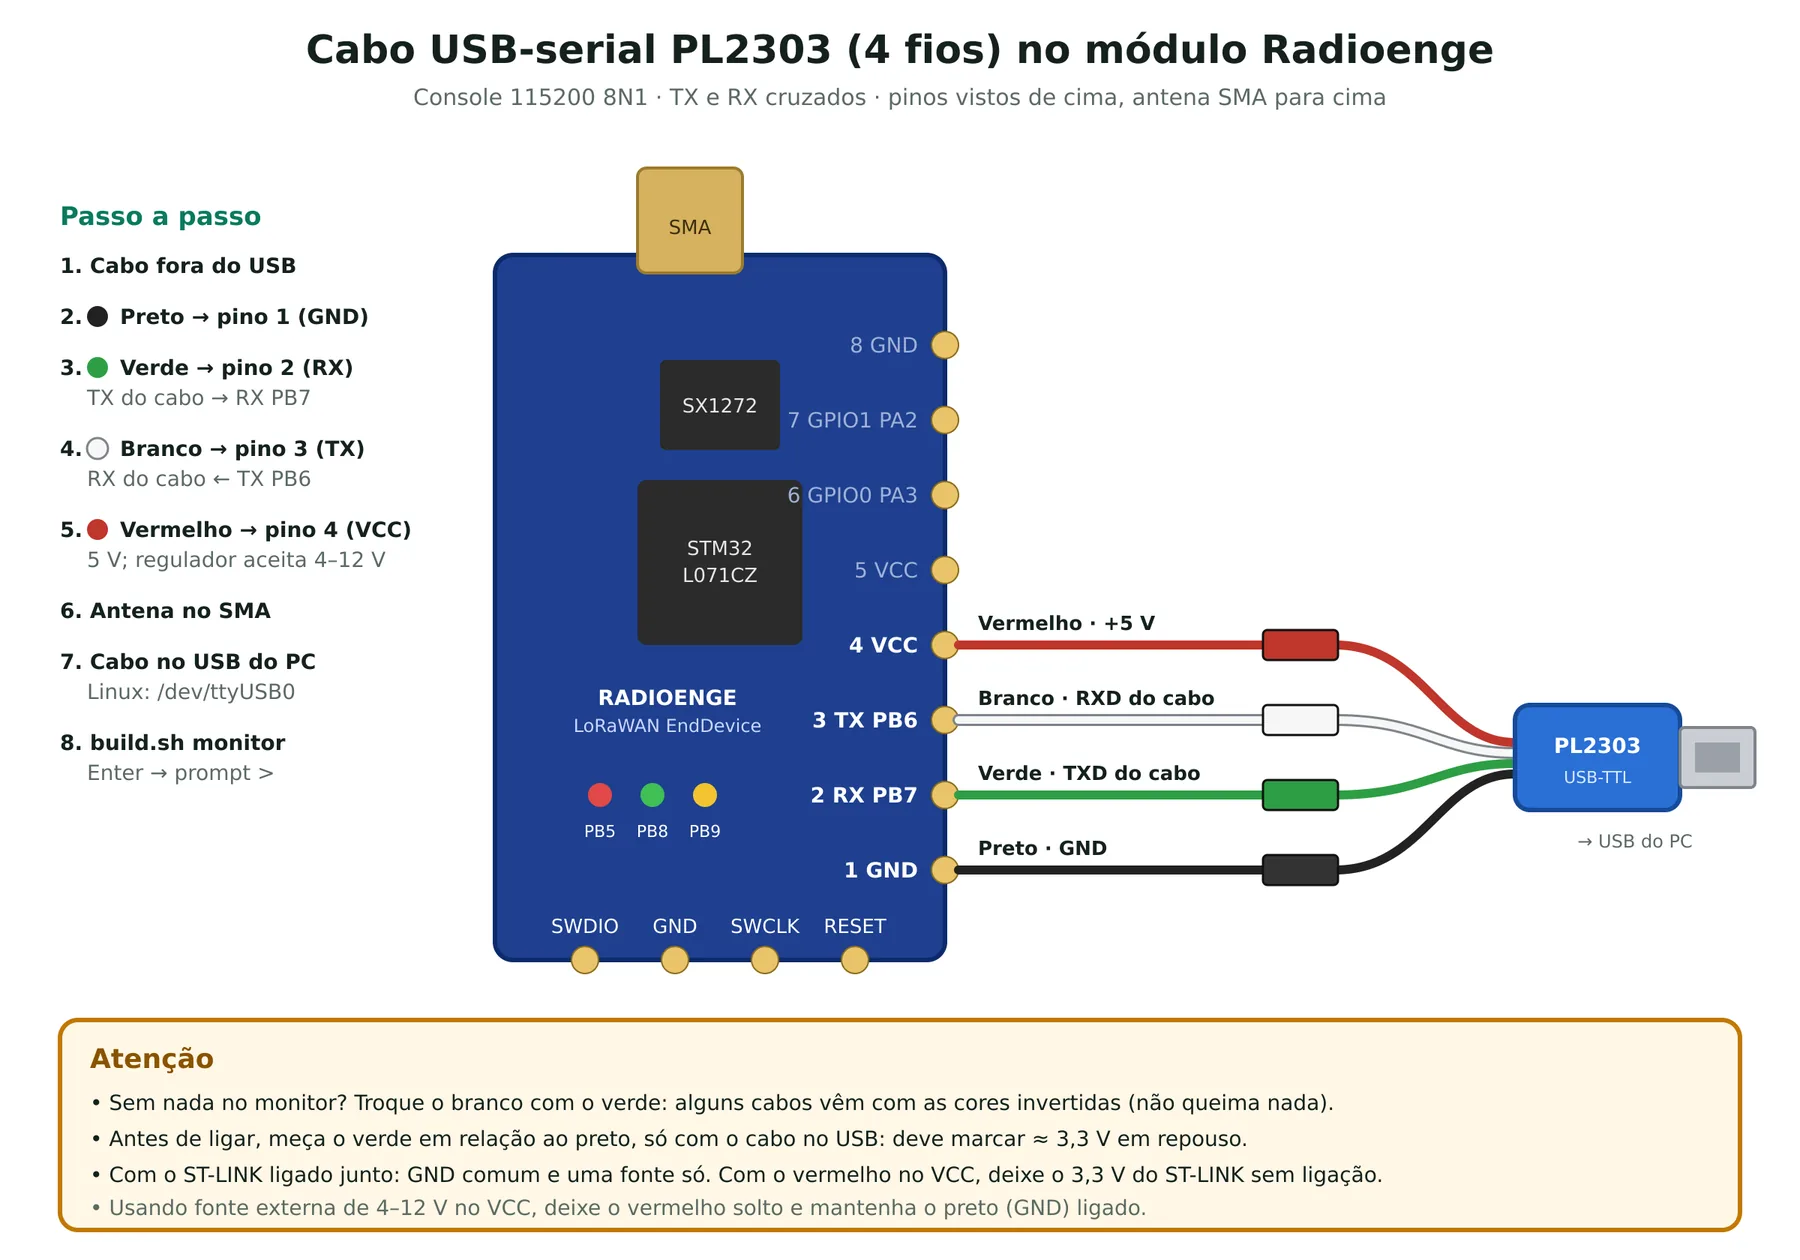 Cabo USB-serial PL2303 (4 fios) no módulo Radioenge
Console 115200 8N1 · TX e RX cruzados · pinos vistos de cima, antena SMA para cima
Passo a passo
1. Cabo fora do USB
2. Preto → pino 1 (GND)
3. Verde → pino 2 (RX)
TX do cabo → RX PB7
4. Branco → pino 3 (TX)
RX do cabo ← TX PB6
5. Vermelho → pino 4 (VCC)
5 V; regulador aceita 4–12 V
6. Antena no SMA
7. Cabo no USB do PC
Linux: /dev/ttyUSB0
8. build.sh monitor
Enter → prompt >
SMA
8 GND
SX1272
7 GPIO1 PA2
6 GPIO0 PA3
STM32
L071CZ
5 VCC
4 VCC
RADIOENGE
LoRaWAN EndDevice
3 TX PB6
2 RX PB7
PB5
PB8
PB9
1 GND
SWDIO
GND
SWCLK
RESET
Vermelho · +5 V
Branco · RXD do cabo
Verde · TXD do cabo
Preto · GND
PL2303
USB-TTL
→ USB do PC
Atenção
• Sem nada no monitor? Troque o branco com o verde: alguns cabos vêm com as cores invertidas (não queima nada).
• Antes de ligar, meça o verde em relação ao preto, só com o cabo no USB: deve marcar ≈ 3,3 V em repouso.
• Com o ST-LINK ligado junto: GND comum e uma fonte só. Com o vermelho no VCC, deixe o 3,3 V do ST-LINK sem ligação.
• Usando fonte externa de 4–12 V no VCC, deixe o vermelho solto e mantenha o preto (GND) ligado.